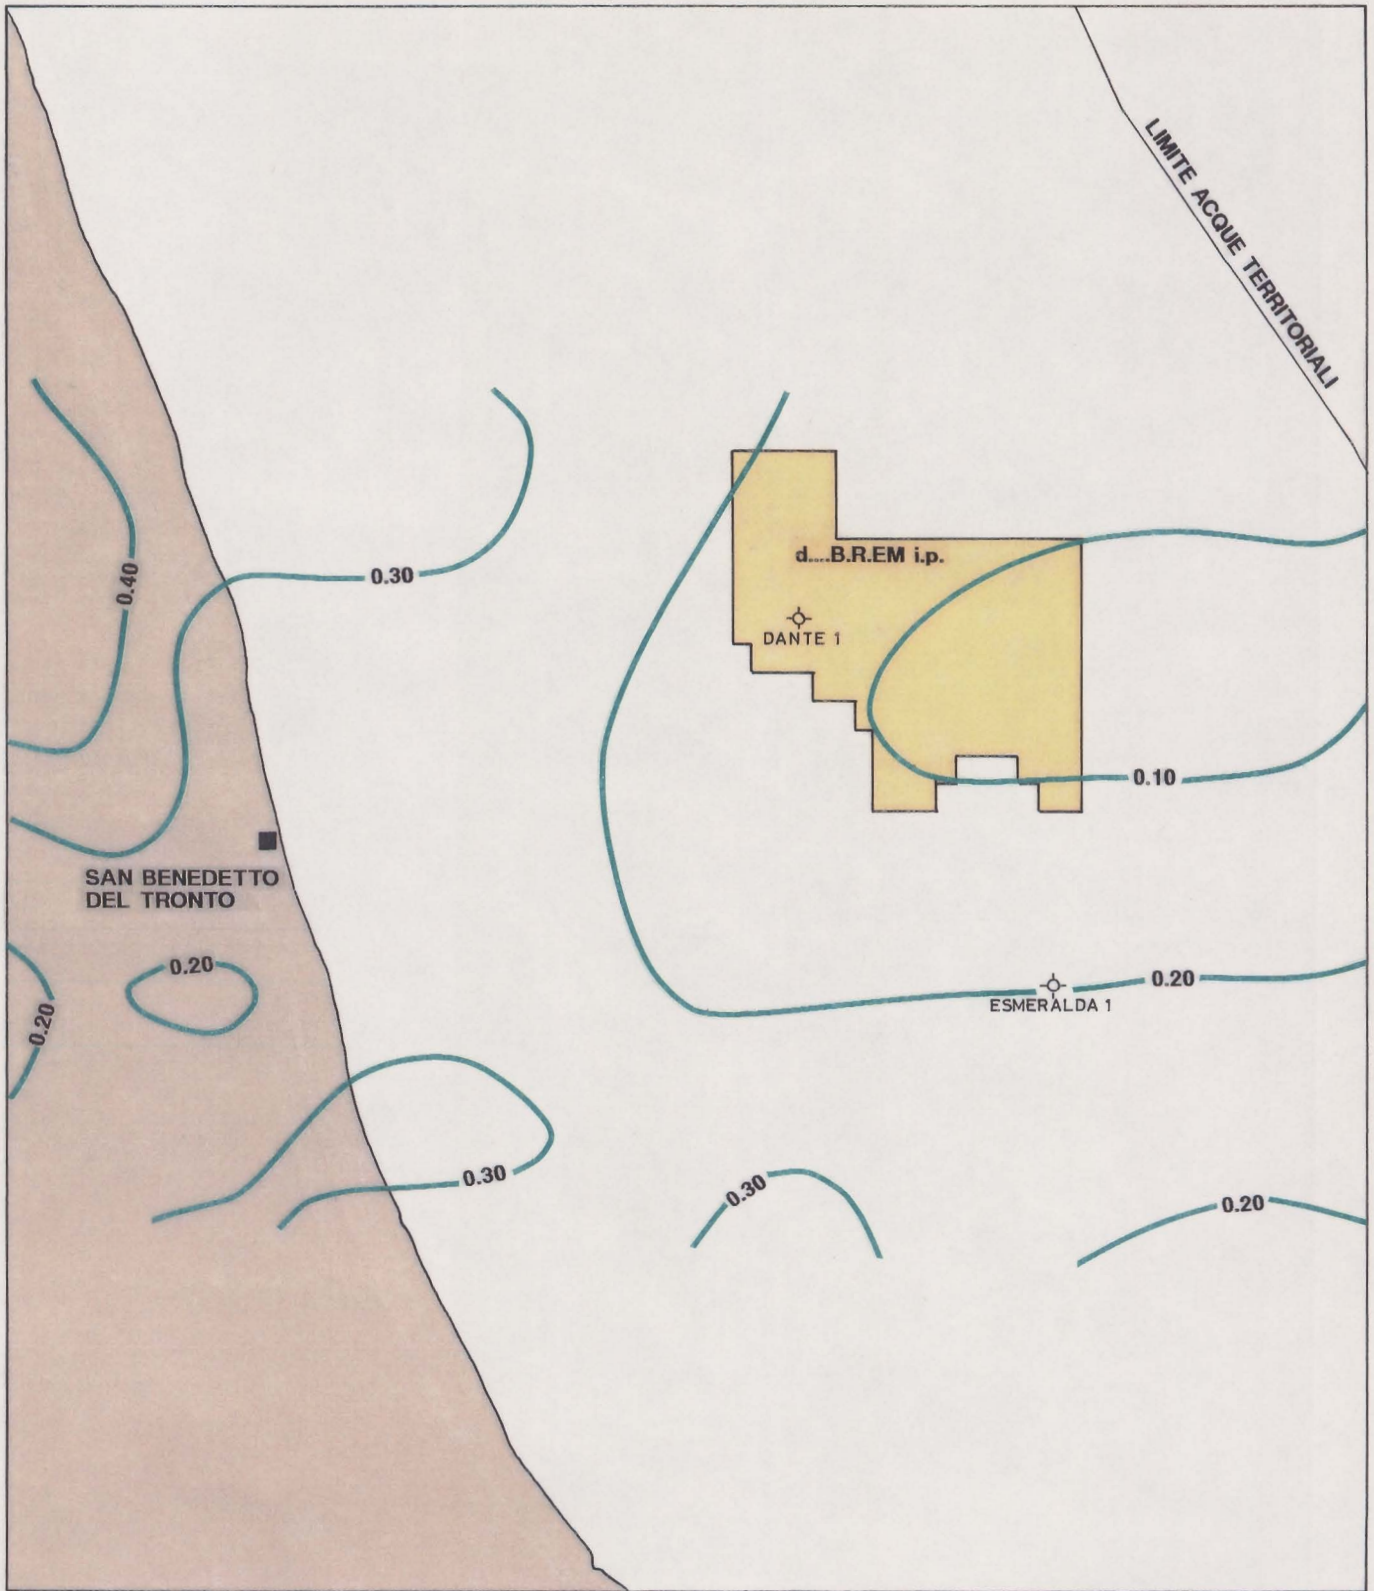 LIMITE ACQUE TERRITORIALI
d....B.R.EM i.p.
0.30
0.40
DANTE 1
0.10
SAN BENEDETTO
DEL TRONTO
0.20
0.20
0.20
ESMERALDA 1
0.30
0.30
0.20